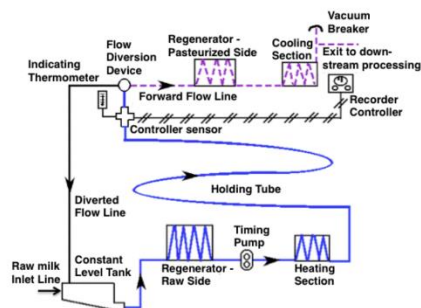 Vacuum
Breaker
Regenerator -
Pasteurized Side
Cooling
Section
Flow
Diversion
Device
Exit to down-
stream processing
Indicating
Thermometer
Forward Flow Line
Recorder
Controller
Controller sensor
Holding Tube
Diverted
Flow Line
Timing
Pump
Raw milk
Inlet Line
Constant
Level Tank
Regenerator -
Raw Side
Heating
Section